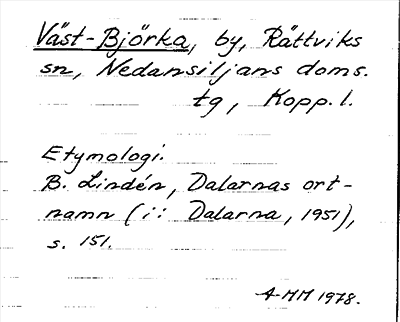 Väst-Björka, by, Rättviks
sn, Nedansiljans doms.
tg, Kopp. l.
Etymologi.
B. Lindén, Dalarnas ort-
namn (i: Dalarna, 1951),
s. 151.
A-MM 1978.